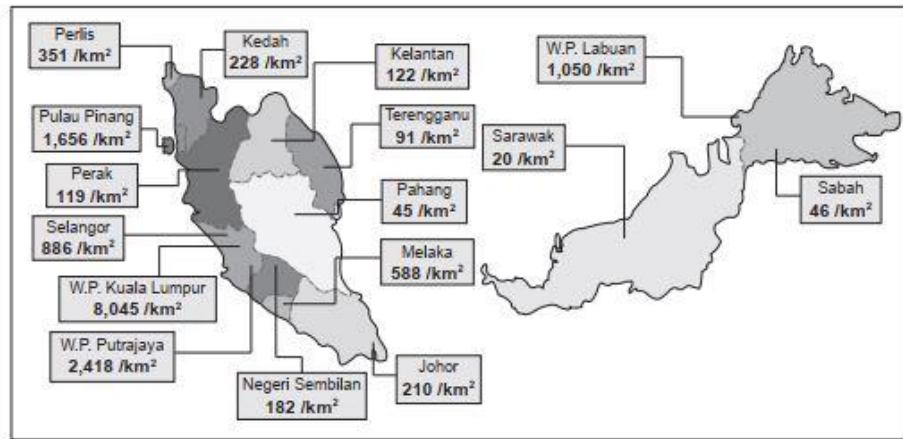 Perlis
351 /km²
Kedah
228 /km²
Kelantan
122 /km²
W.P. Labuan
1,050 /km²
Pulau Pinang
1,656 /km²
Terengganu
91 /km²
Sarawak
20 /km²
Perak
119 /km²
Pahang
45 /km²
Sabah
46 /km²
Selangor
886 /km²
Melaka
588 /km²
W.P. Kuala Lumpur
8,045 /km²
W.P. Putrajaya
2,418 /km²
Negeri Sembilan
182 /km²
Johor
210 /km²